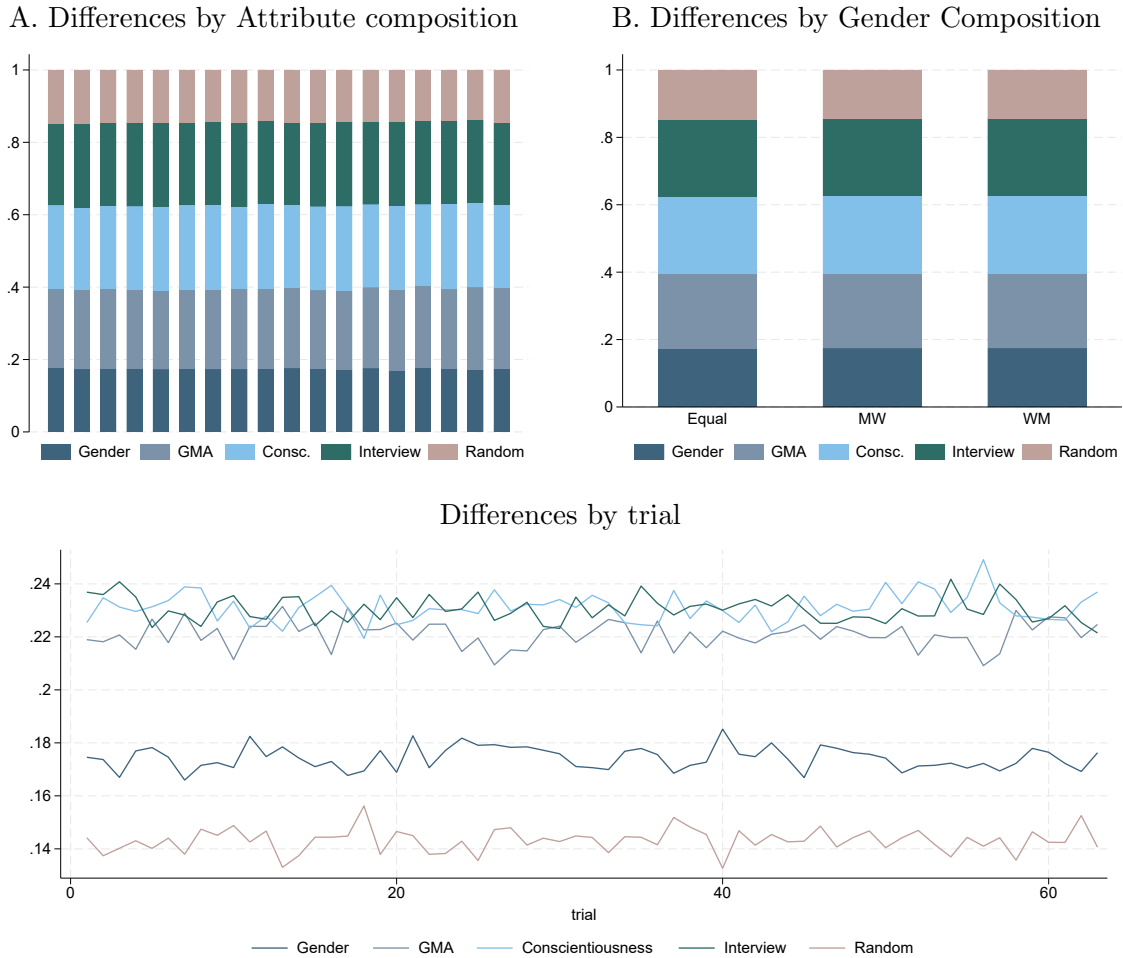 A. Differences by Attribute composition
1
.8
.6
.4
.2
0
Gender GMA Consc. Interview Random
B. Differences by Gender Composition
1
.8
.6
.4
.2
0
Equal MW WM
Gender GMA Consc. Interview Random
Differences by trial
.24
.22
.2
.18
.16
.14
0 20 40 60
trial
Gender GMA Conscientiousness Interview Random